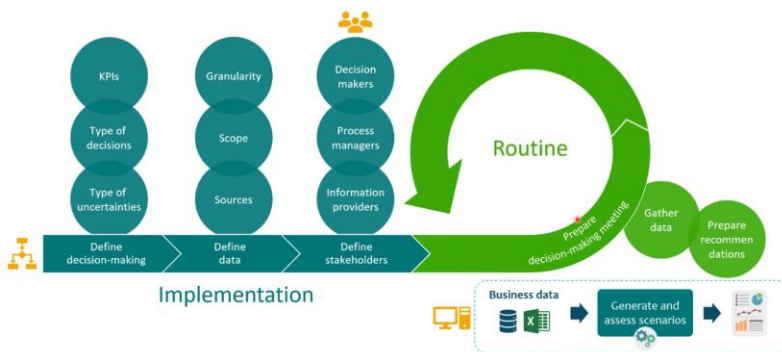 KPIs
Type of
decisions
Type of
uncertainties
Define
decision-making
Granularity
Scope
Sources
Define
data
Decision
makers
Process
managers
Information
providers
Define
stakeholders
Implementation
Routine
Prepare
decision-making meeting
Gather
data
Prepare
recommen
dations
Business data
Generate and
assess scenarios